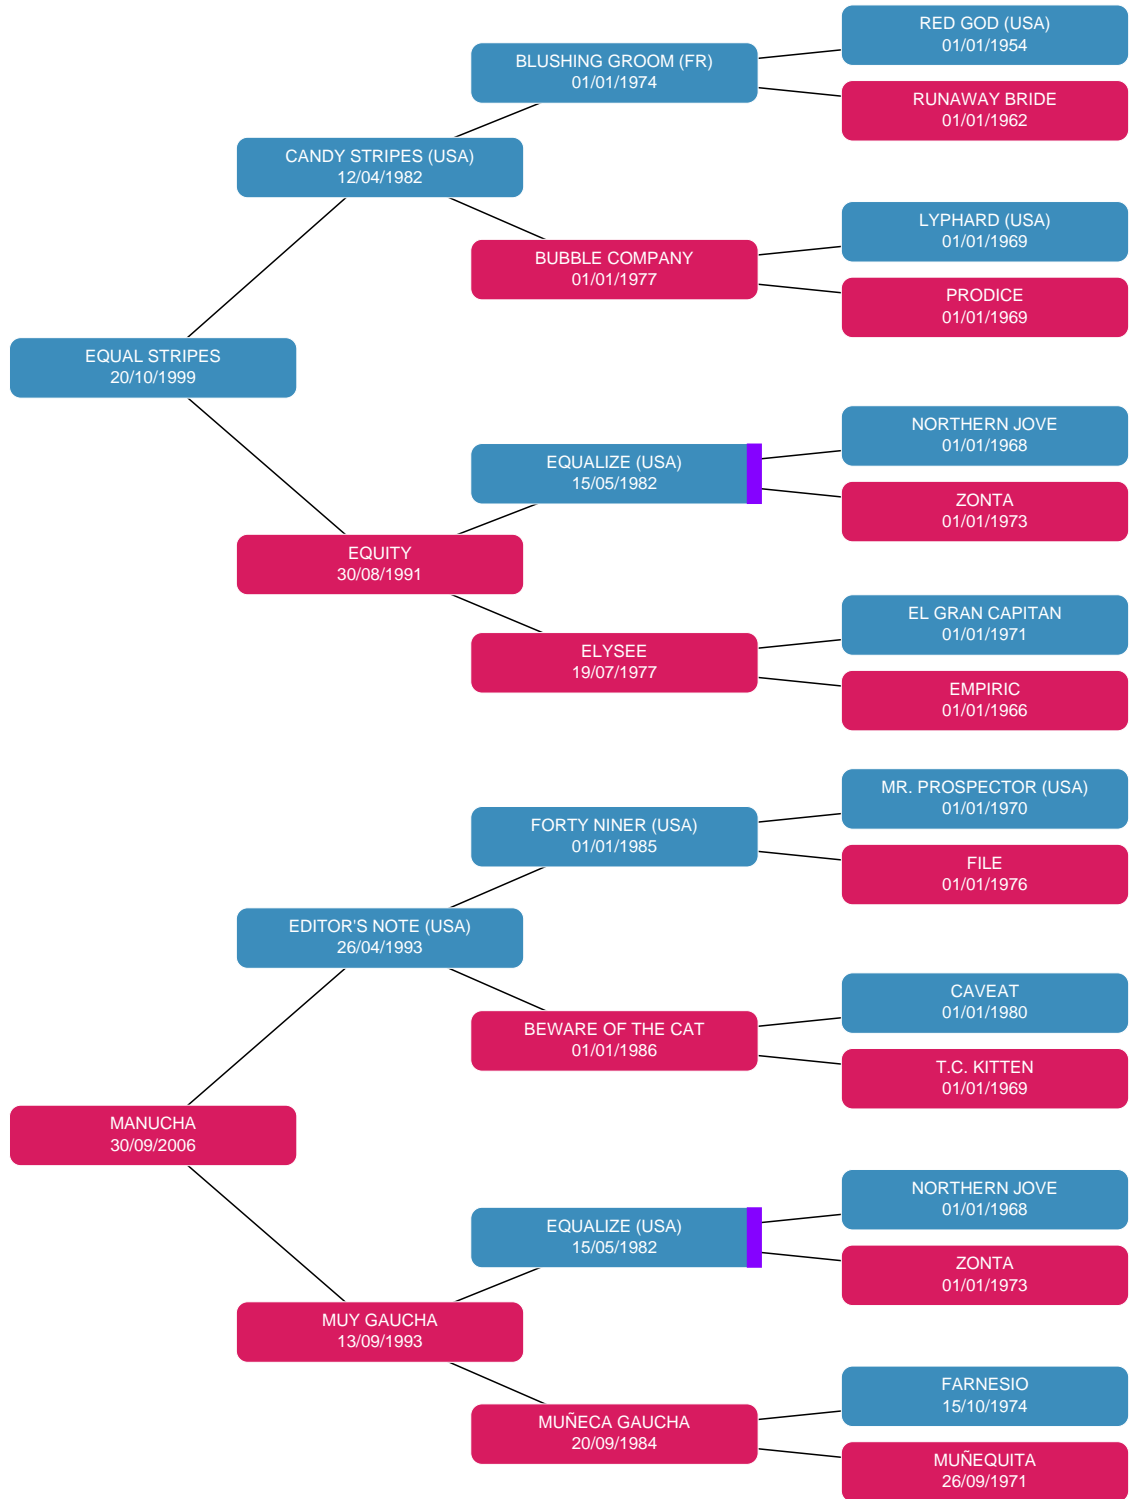 RED GOD (USA)
01/01/1954
BLUSHING GROOM (FR)
01/01/1974
RUNAWAY BRIDE
01/01/1962
CANDY STRIPES (USA)
12/04/1982
LYPHARD (USA)
01/01/1969
BUBBLE COMPANY
01/01/1977
PRODICE
01/01/1969
EQUAL STRIPES
20/10/1999
NORTHERN JOVE
01/01/1968
EQUALIZE (USA)
15/05/1982
ZONTA
01/01/1973
EQUITY
30/08/1991
EL GRAN CAPITAN
01/01/1971
ELYSEE
19/07/1977
EMPIRIC
01/01/1966
MR. PROSPECTOR (USA)
01/01/1970
FORTY NINER (USA)
01/01/1985
FILE
01/01/1976
EDITOR'S NOTE (USA)
26/04/1993
CAVEAT
01/01/1980
BEWARE OF THE CAT
01/01/1986
T.C. KITTEN
01/01/1969
MANUCHA
30/09/2006
NORTHERN JOVE
01/01/1968
EQUALIZE (USA)
15/05/1982
ZONTA
01/01/1973
MUY GAUCHA
13/09/1993
FARNESIO
15/10/1974
MUÑECA GAUCHA
20/09/1984
MUÑEQUITA
26/09/1971